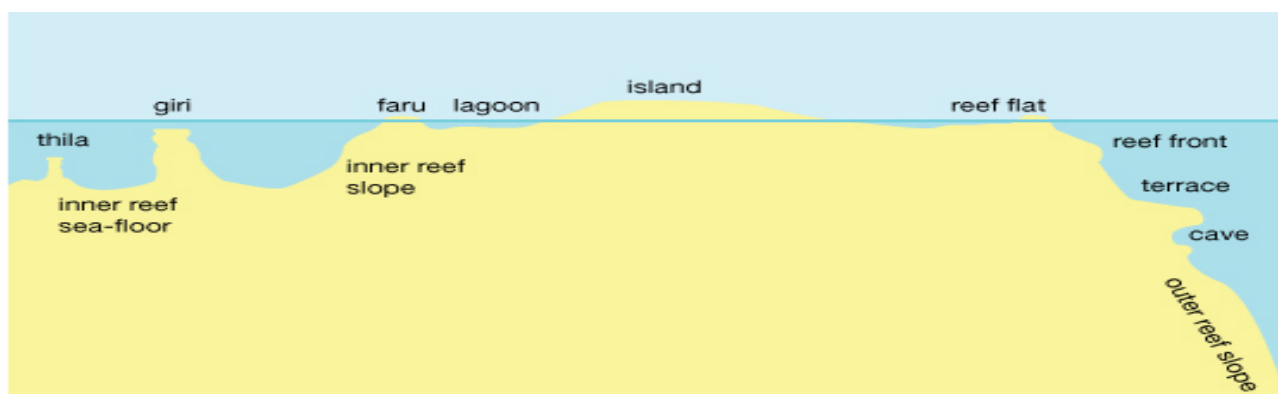 island
giri
faru
lagoon
reef flat
thila
reef front
inner reef
slope
terrace
inner reef
sea-floor
cave
outer reef slope